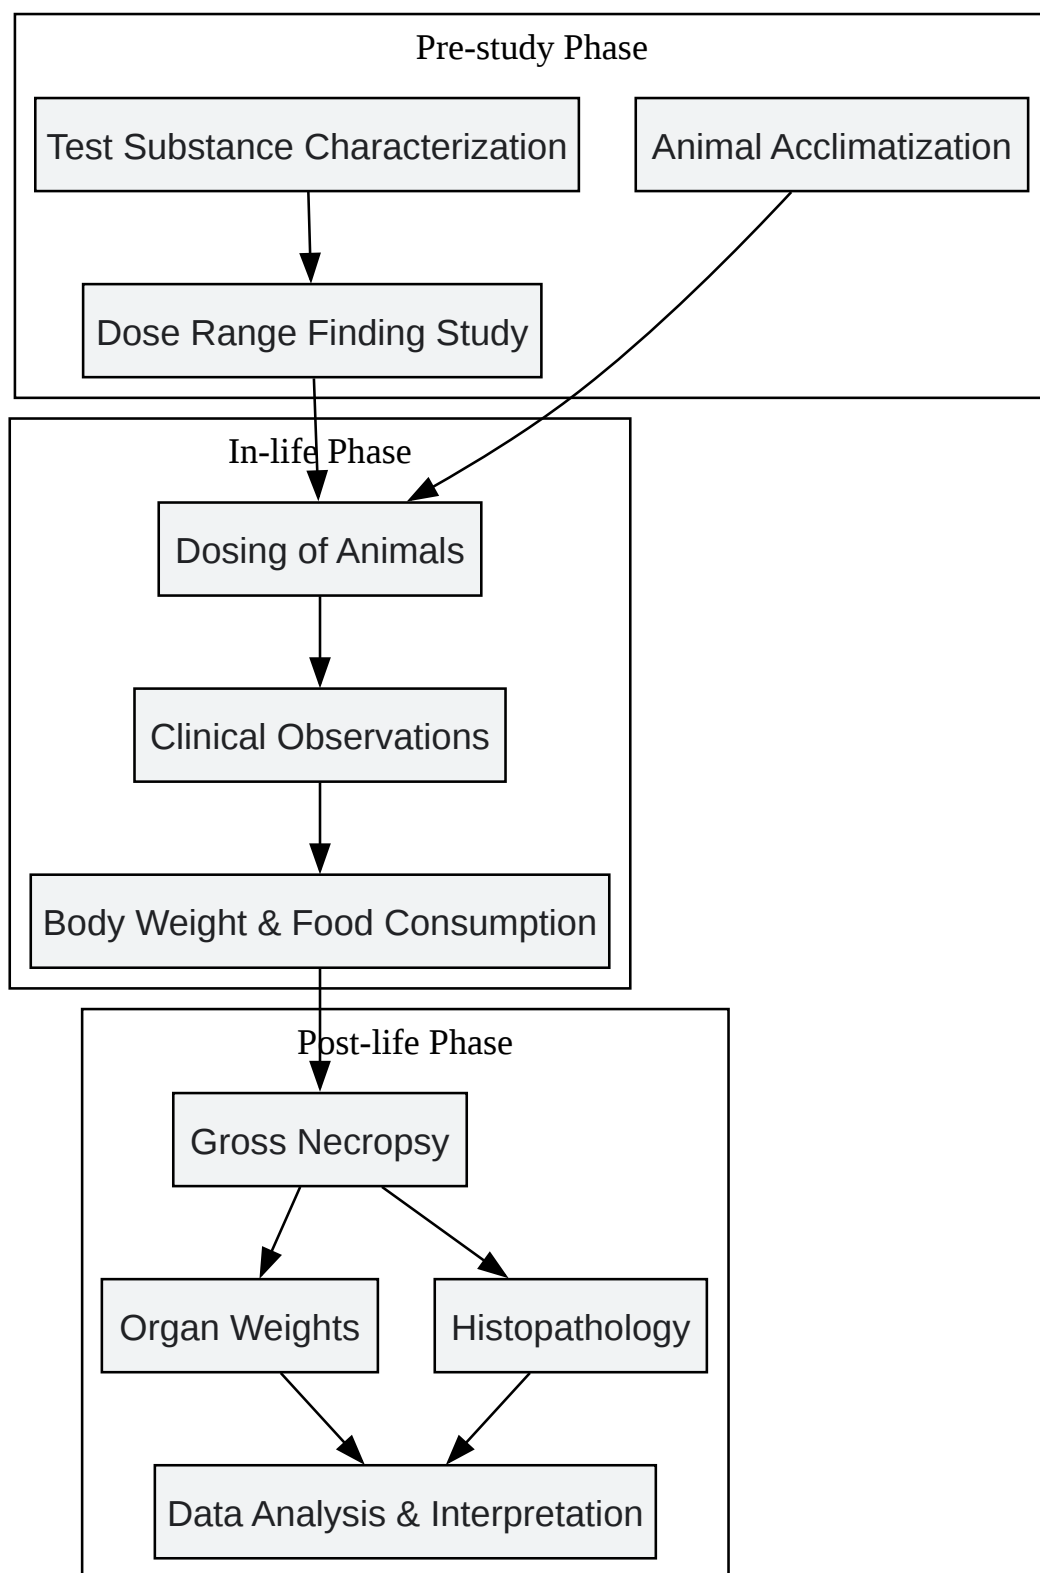 Pre-study Phase
Test Substance Characterization
Animal Acclimatization
Dose Range Finding Study
In-life Phase
Dosing of Animals
Clinical Observations
Body Weight & Food Consumption
Post-life Phase
Gross Necropsy
Organ Weights
Histopathology
Data Analysis & Interpretation